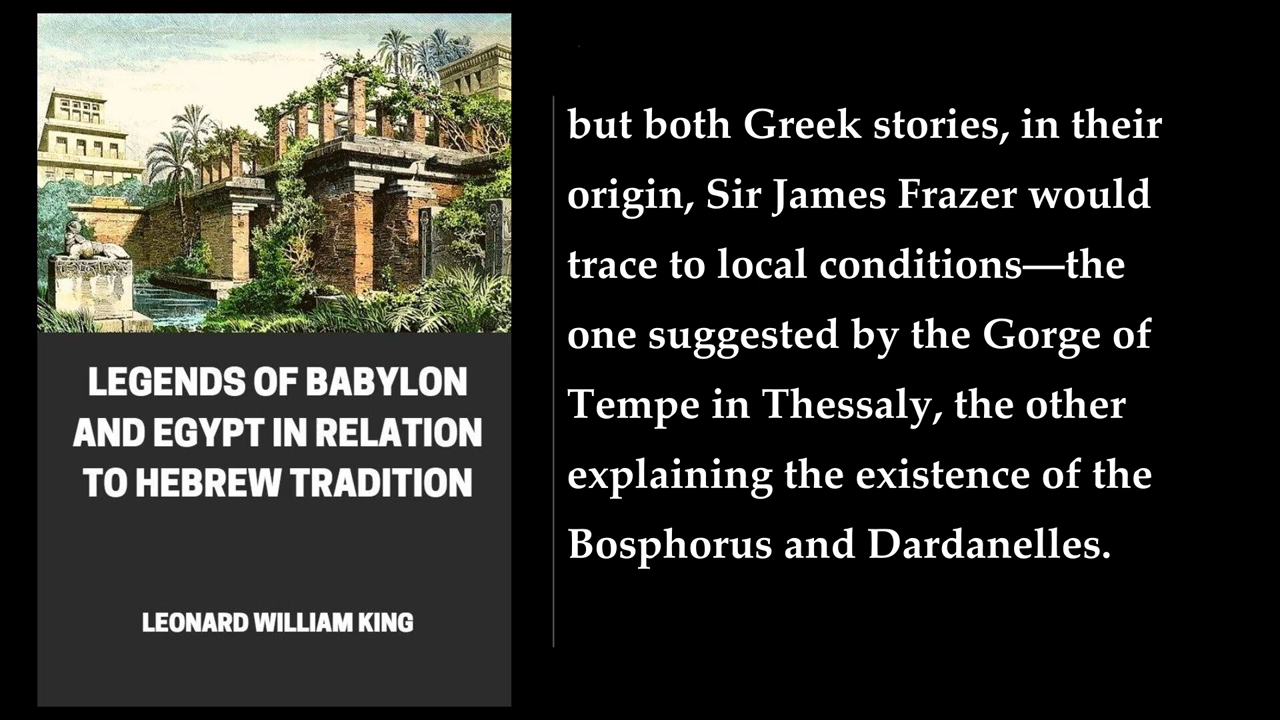 LEGENDS OF BABYLON
AND EGYPT IN RELATION
TO HEBREW TRADITION
LEONARD WILLIAM KING
but both Greek stories, in their
origin, Sir James Frazer would
trace to local conditions—the
one suggested by the Gorge of
Tempe in Thessaly, the other
explaining the existence of the
Bosphorus and Dardanelles.